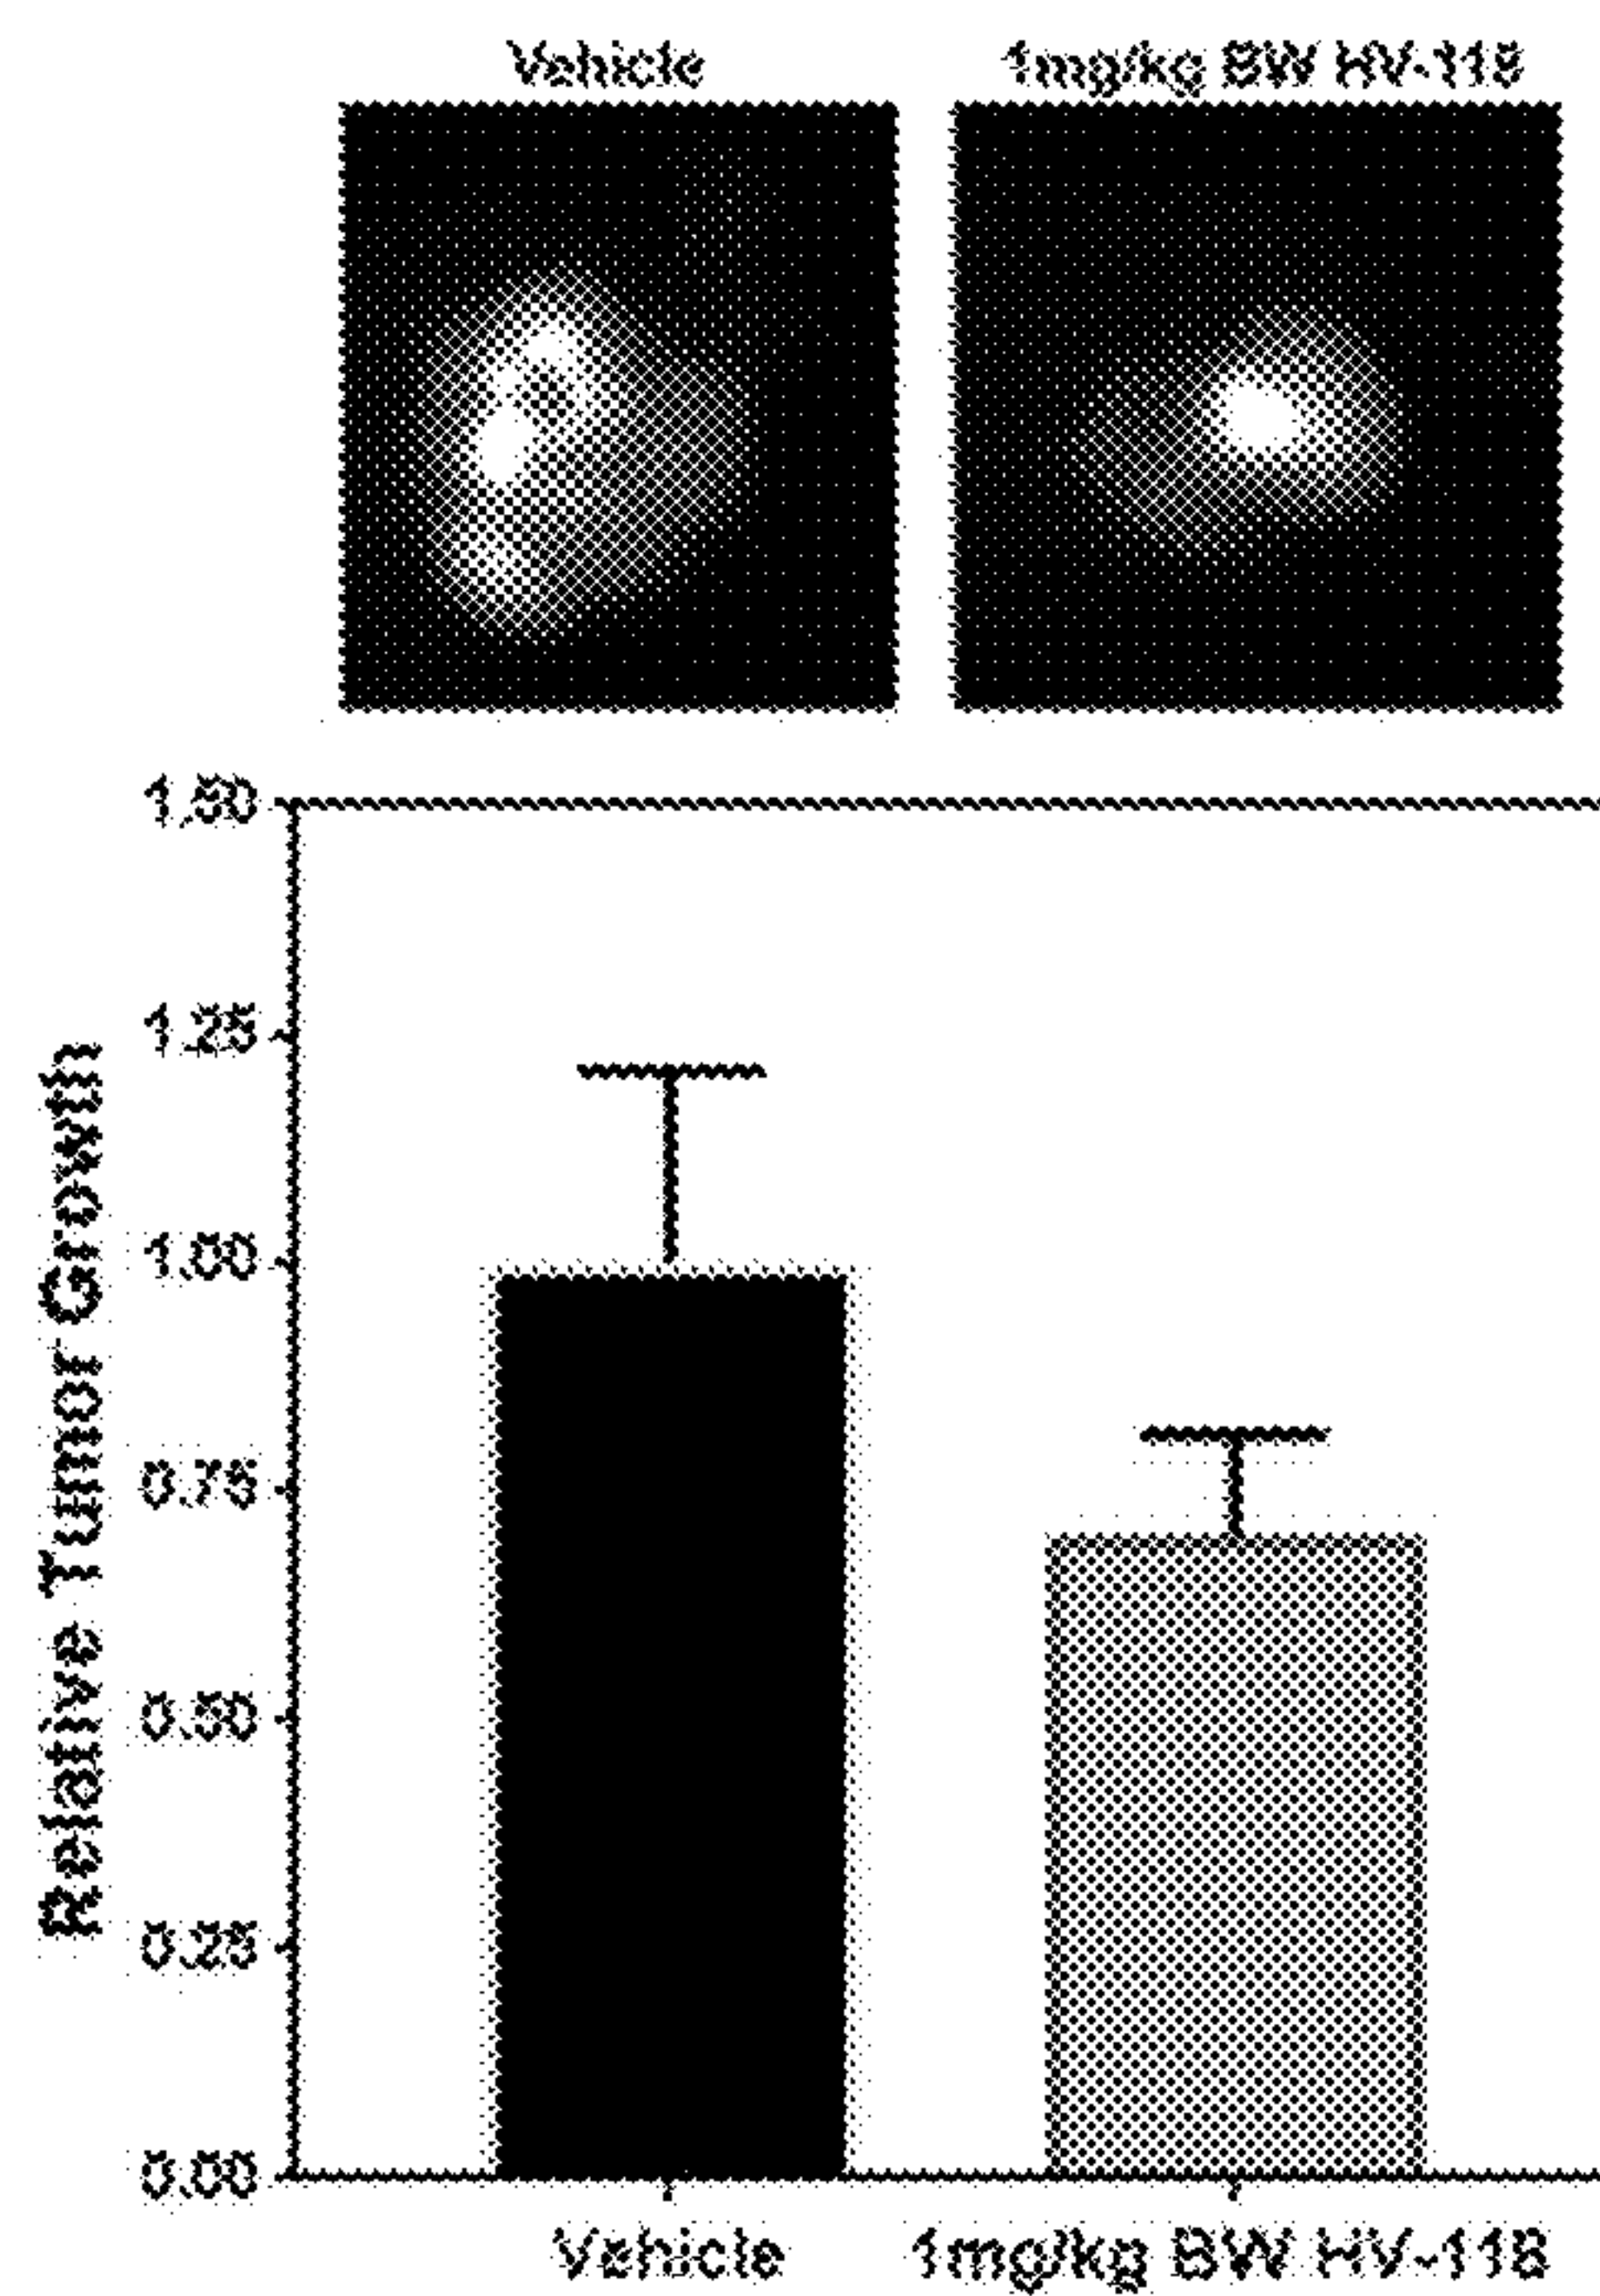 Vehicle
1mg/kg BW HV-118
1.50
1.25
1.00
0.75
0.50
0.25
0.00
Relative Tumor Growth
Vehicle
1mg/kg BW HV-118